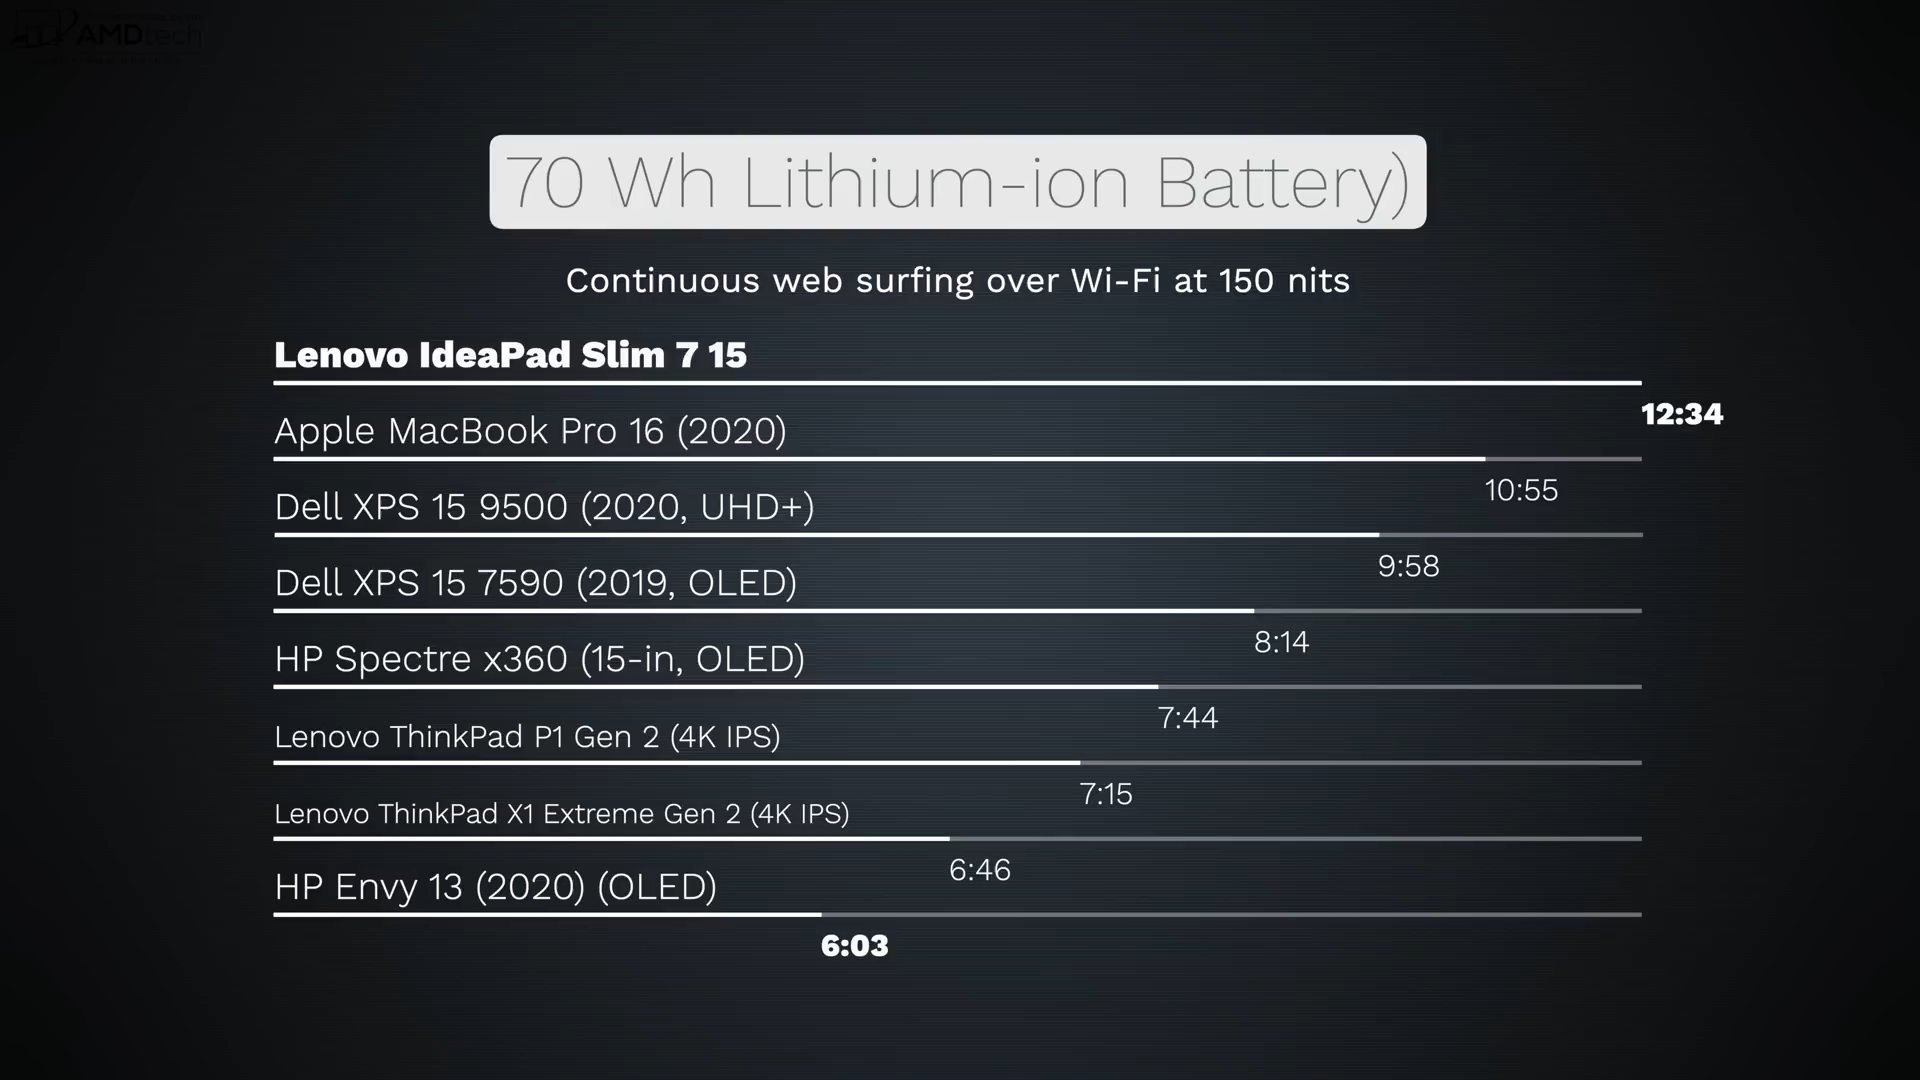 AMDtech
70 Wh Lithium-ion Battery)
Continuous web surfing over Wi-Fi at 150 nits
Lenovo IdeaPad Slim 7 15
12:34
Apple MacBook Pro 16 (2020)
10:55
Dell XPS 15 9500 (2020, UHD+)
9:58
Dell XPS 15 7590 (2019, OLED)
8:14
HP Spectre x360 (15-in, OLED)
7:44
Lenovo ThinkPad P1 Gen 2 (4K IPS)
7:15
Lenovo ThinkPad X1 Extreme Gen 2 (4K IPS)
6:46
HP Envy 13 (2020) (OLED)
6:03